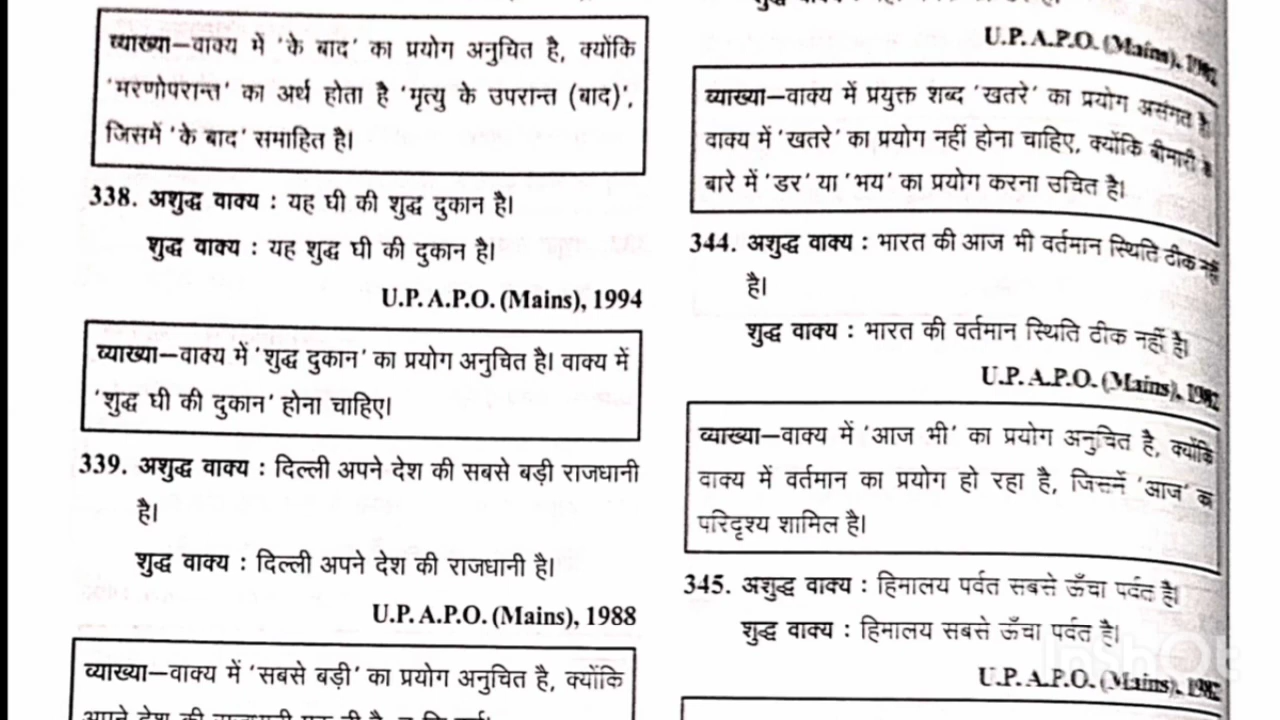 व्याख्या–वाक्य में 'के बाद' का प्रयोग अनुचित है, क्योंकि
'मरणोपरान्त' का अर्थ होता है 'मृत्यु के उपरान्त (बाद)',
जिसमें 'के बाद' समाहित है।
338. अशुद्ध वाक्य : यह घी की शुद्ध दुकान है।
शुद्ध वाक्य : यह शुद्ध घी की दुकान है।
U.P. A.P.O. (Mains), 1994
व्याख्या–वाक्य में 'शुद्ध दुकान' का प्रयोग अनुचित है। वाक्य में
'शुद्ध घी की दुकान' होना चाहिए।
339. अशुद्ध वाक्य : दिल्ली अपने देश की सबसे बड़ी राजधानी
है।
शुद्ध वाक्य : दिल्ली अपने देश की राजधानी है।
U.P. A.P.O. (Mains), 1988
व्याख्या–वाक्य में 'सबसे बड़ी' का प्रयोग अनुचित है, क्योंकि
U.P. A.P.O. (Mains),
व्याख्या–वाक्य में प्रयुक्त शब्द 'खतरे' का प्रयोग असंगत है।
वाक्य में 'खतरे' का प्रयोग नहीं होना चाहिए, क्योंकि बीमारी के
बारे में 'डर' या 'भय' का प्रयोग करना उचित है।
344. अशुद्ध वाक्य : भारत की आज भी वर्तमान स्थिति ठीक नहीं
है।
शुद्ध वाक्य : भारत की वर्तमान स्थिति ठीक नहीं है।
U.P. A.P.O. (Mains),
व्याख्या–वाक्य में 'आज भी' का प्रयोग अनुचित है, क्योंकि
वाक्य में वर्तमान का प्रयोग हो रहा है, जिसमें 'आज' का
परिदृश्य शामिल है।
345. अशुद्ध वाक्य : हिमालय पर्वत सबसे ऊँचा पर्वत है।
शुद्ध वाक्य : हिमालय सबसे ऊँचा पर्वत है।
InShOt
U.P. A.P.O. (Mains),